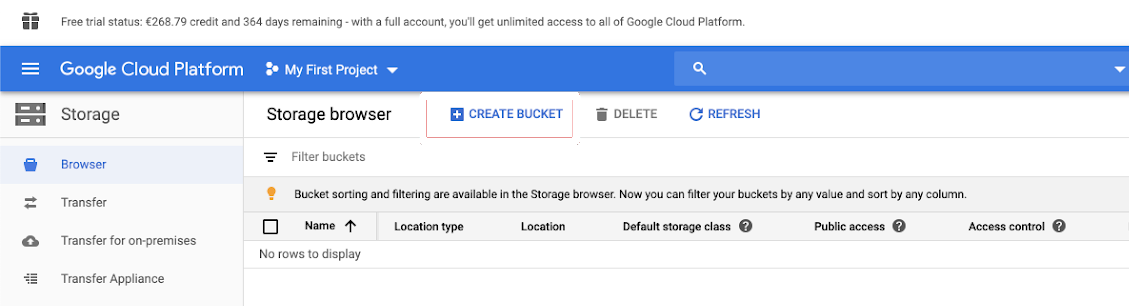 Free trial status: €268.79 credit and 364 days remaining - with a full account, you'll get unlimited access to all of Google Cloud Platform.
Google Cloud Platform My First Project
Storage Storage browser CREATE BUCKET DELETE REFRESH
Browser
Transfer
Transfer for on-premises
Transfer Appliance
Filter buckets
Bucket sorting and filtering are available in the Storage browser. Now you can filter your buckets by any value and sort by any column.
Name Location type Location Default storage class Public access Access control
No rows to display